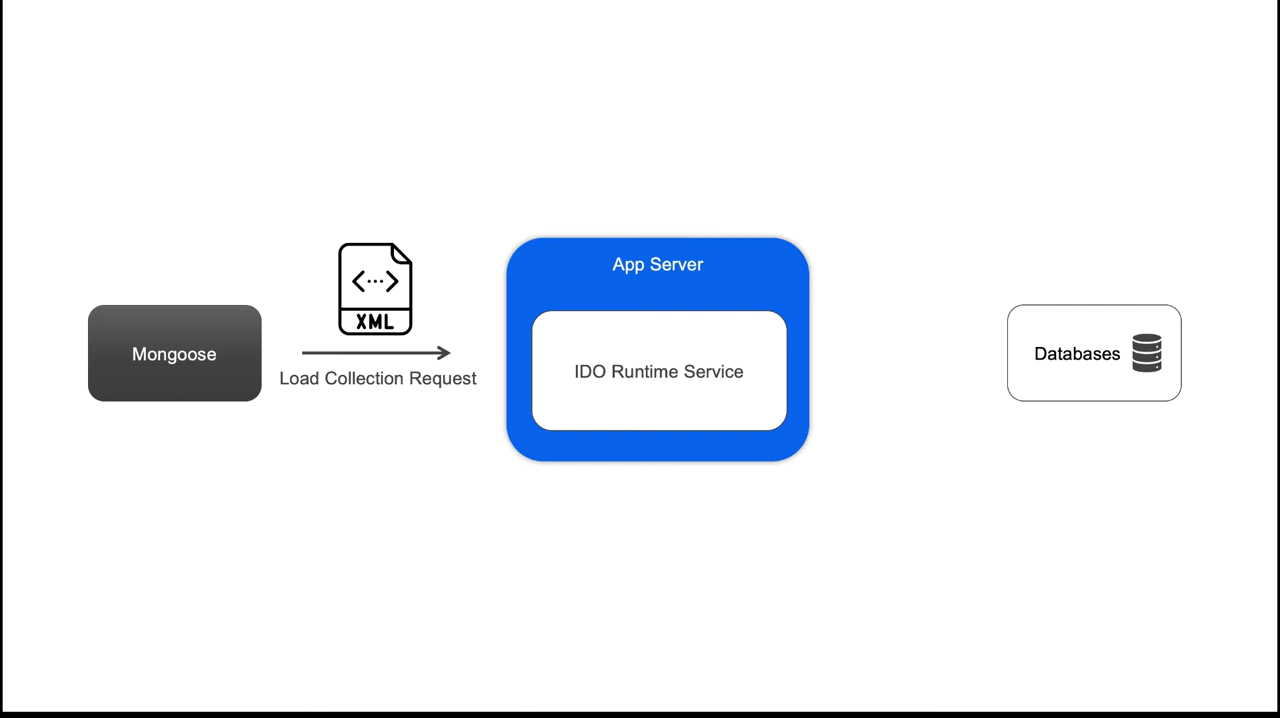 App Server
XML
Mongoose
Load Collection Request
IDO Runtime Service
Databases